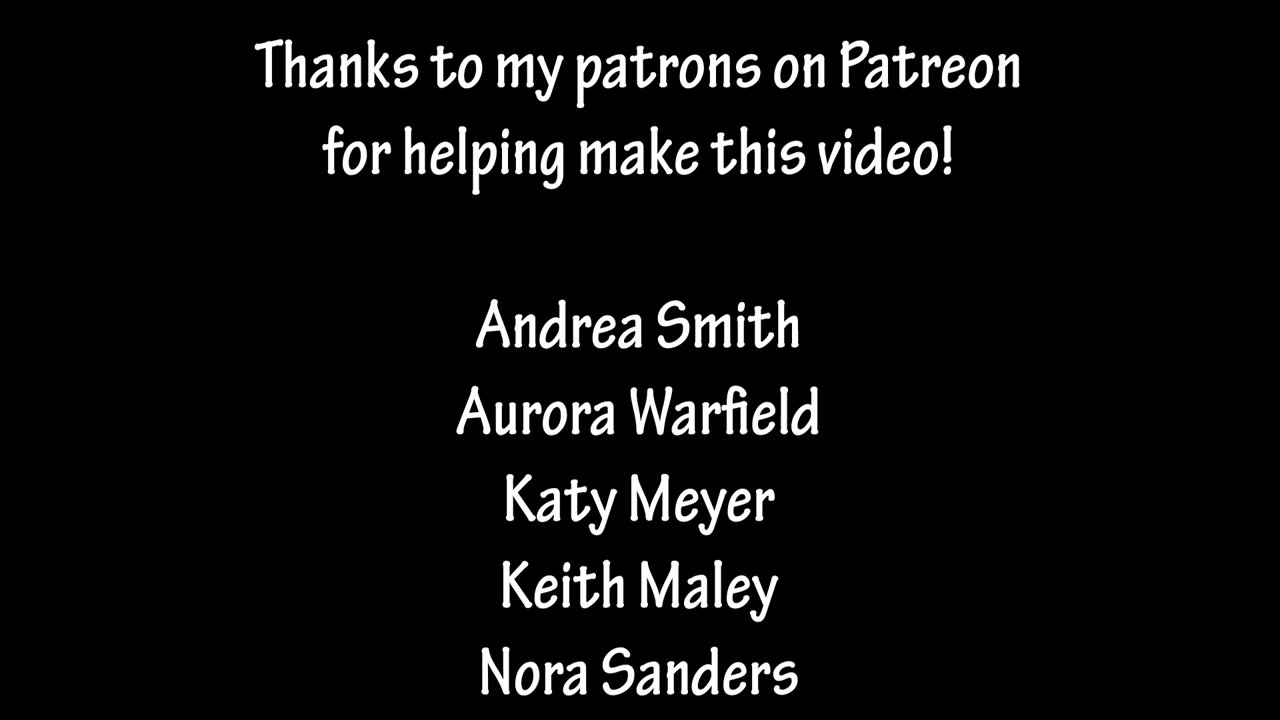 Thanks to my patrons on Patreon
for helping make this video!
Andrea Smith
Aurora Warfield
Katy Meyer
Keith Maley
Nora Sanders